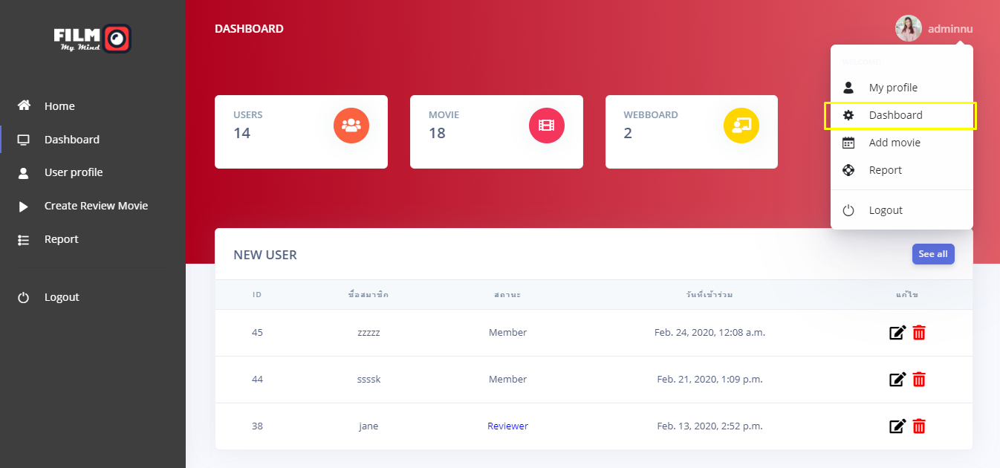 FILM
My Mind
DASHBOARD
adminnu
WELCOME!
My profile
Dashboard
Add movie
Report
Logout
Home
Dashboard
User profile
Create Review Movie
Report
Logout
USERS
14
MOVIE
18
WEBBOARD
2
NEW USER
See all
ID ชื่อสมาชิก สถานะ วันที่เข้าร่วม แก้ไข
45 zzzzz Member Feb. 24, 2020, 12:08 a.m.
44 ssssk Member Feb. 21, 2020, 1:09 p.m.
38 jane Reviewer Feb. 13, 2020, 2:52 p.m.